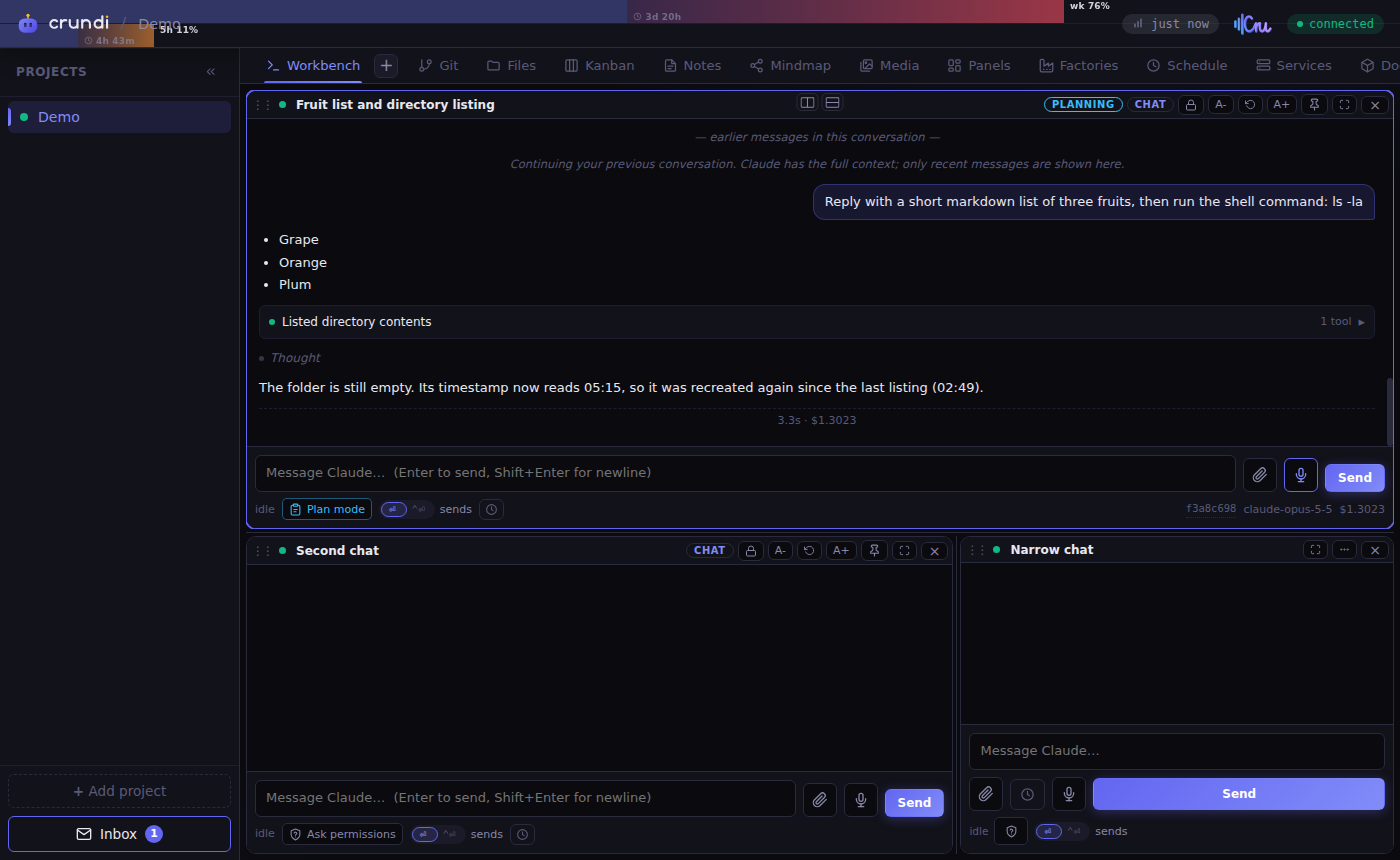 crundi / Demo
3d 20h
wk 76%
4h 43m
5h 11%
just now
Cru
connected
PROJECTS «
Demo
Workbench + Git Files Kanban Notes Mindmap Media Panels Factories Schedule Services Do
Fruit list and directory listing
PLANNING CHAT A- A+ ×
— earlier messages in this conversation —
Continuing your previous conversation. Claude has the full context; only recent messages are shown here.
Reply with a short markdown list of three fruits, then run the shell command: ls -la
• Grape
• Orange
• Plum
Listed directory contents 1 tool ▸
Thought
The folder is still empty. Its timestamp now reads 05:15, so it was recreated again since the last listing (02:49).
3.3s · $1.3023
Message Claude… (Enter to send, Shift+Enter for newline)
Send
idle Plan mode ⏎ ^⏎ sends
f3a8c698 claude-opus-5-5 $1.3023
Second chat
CHAT A- A+ ×
Message Claude… (Enter to send, Shift+Enter for newline)
Send
idle Ask permissions ⏎ ^⏎ sends
Narrow chat
··· ×
Message Claude…
Send
idle ⏎ ^⏎ sends
+ Add project
Inbox 1